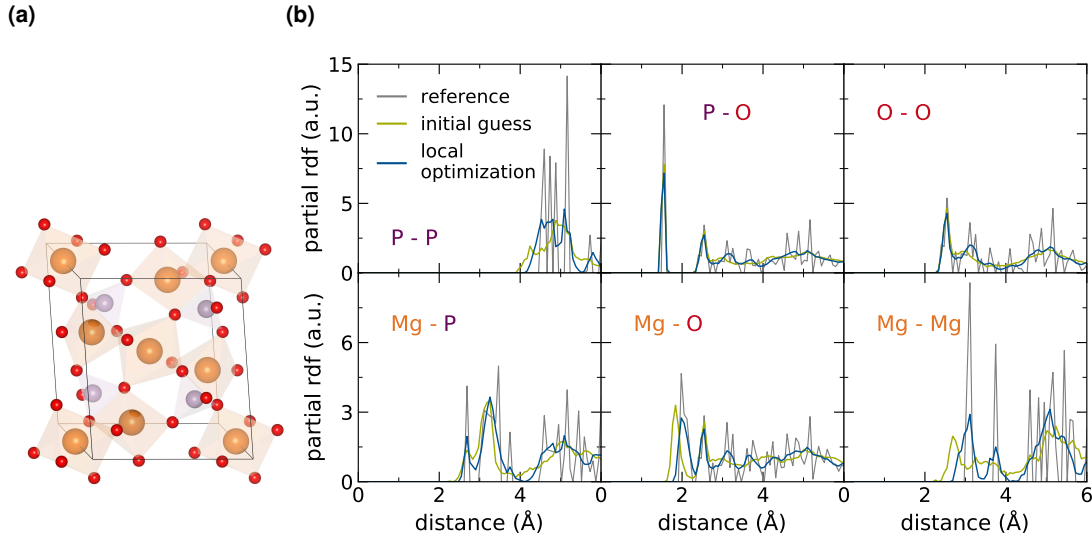 (a)
(b)
partial rdf (a.u.)
15
10
5
0
reference
initial guess
local
optimization
P - P
P - O
O - O
partial rdf (a.u.)
6
3
0
Mg - P
Mg - O
Mg - Mg
0 2 4 0 2 4 0 2 4 6
distance (Å) distance (Å) distance (Å)